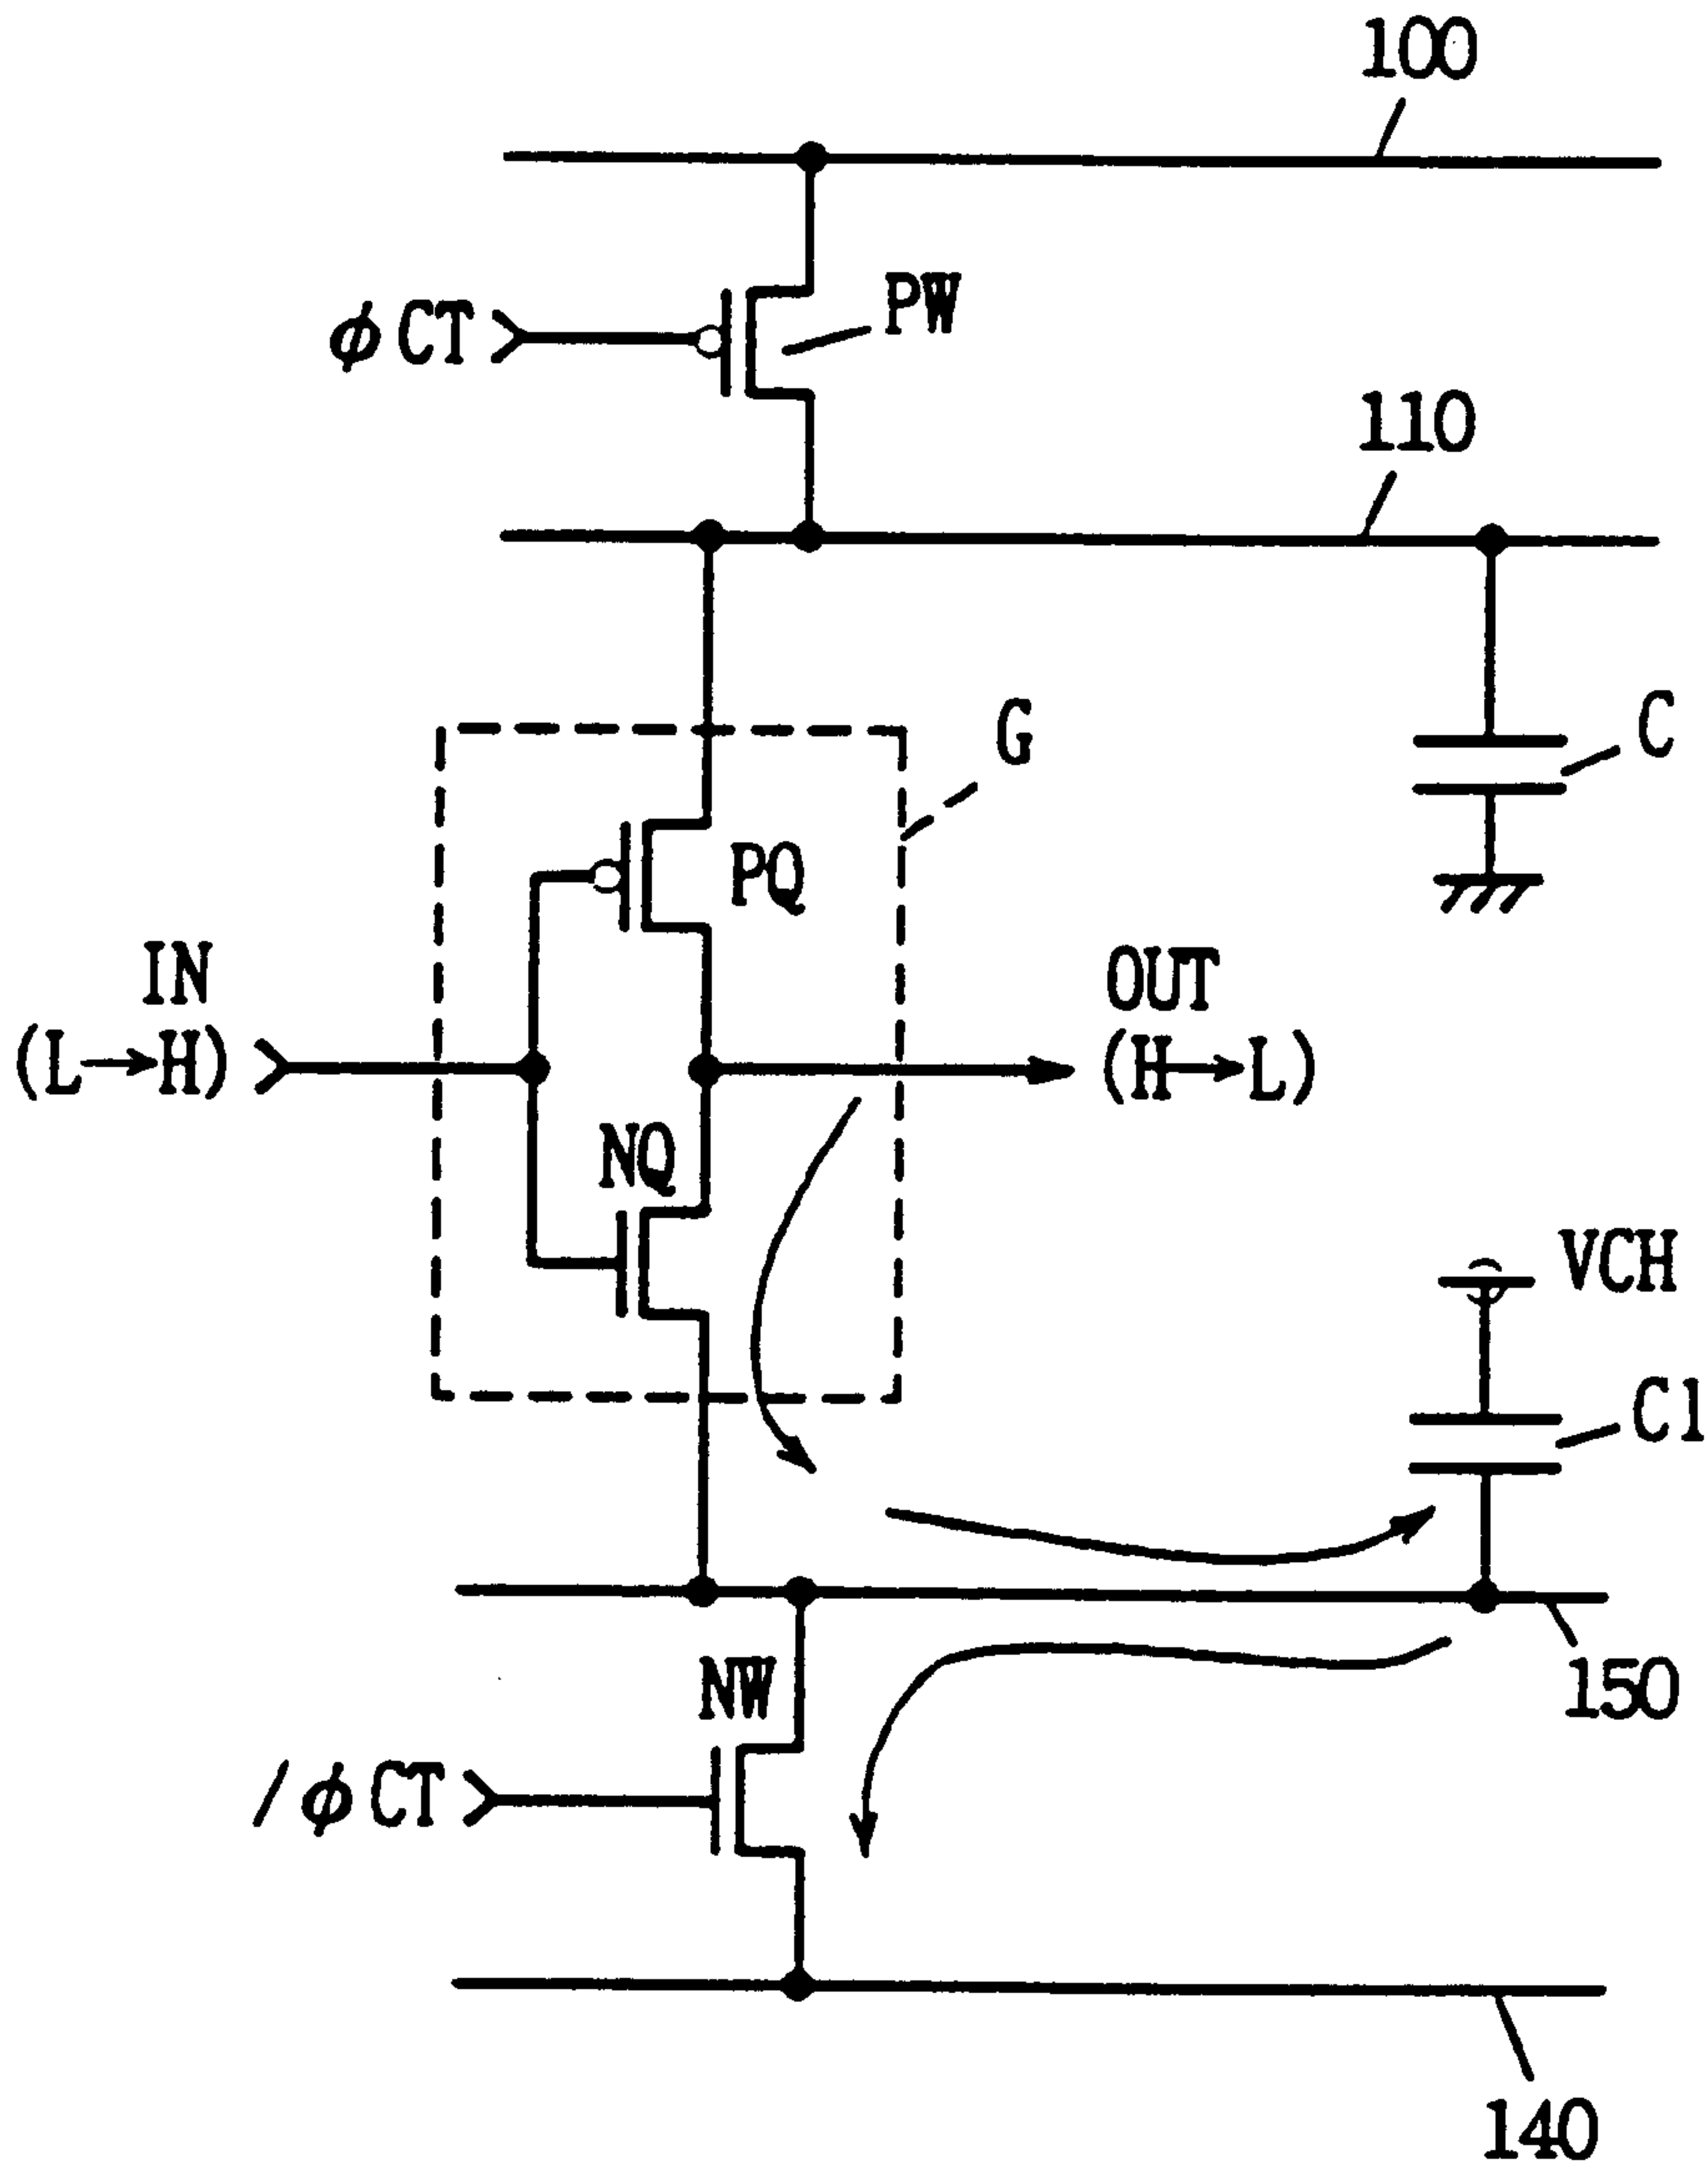 100
PW
φCT
110
G
C
PQ
IN
(L→H)
OUT
(H→L)
NQ
VCH
C1
NW
150
/φCT
140